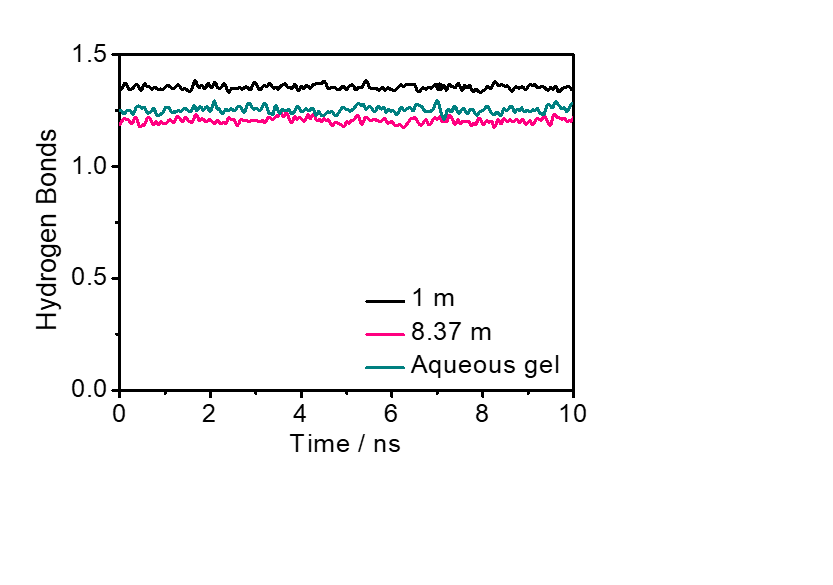 1.5
1.0
0.5
0.0
Hydrogen Bonds
1 m
8.37 m
Aqueous gel
0 2 4 6 8 10
Time / ns